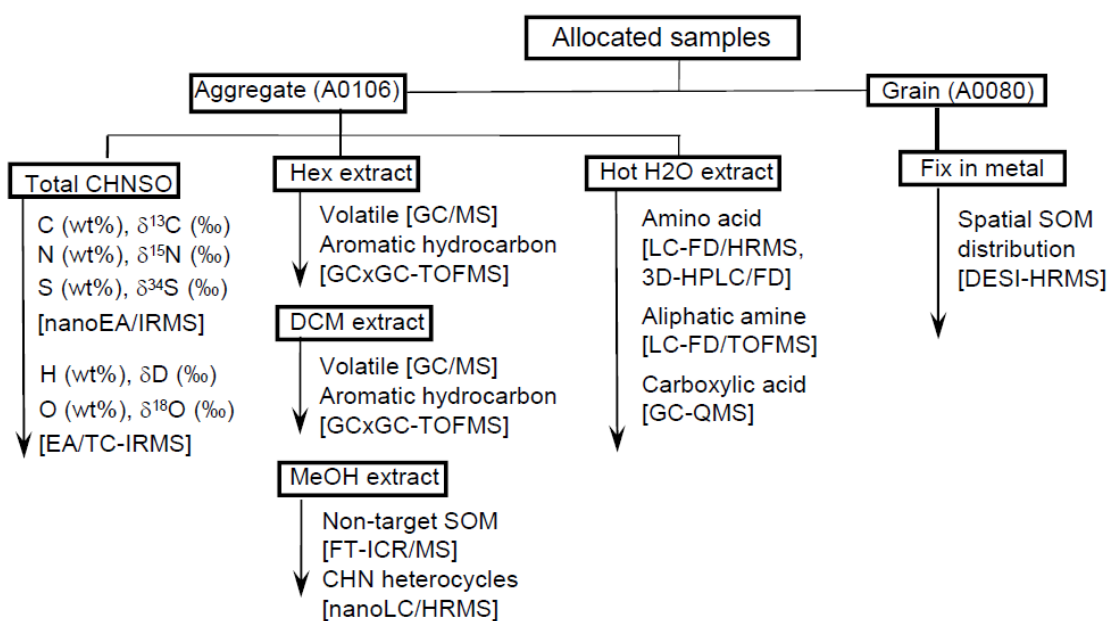 Allocated samples
Aggregate (A0106)
Grain (A0080)
Total CHNSO
C (wt%), δ¹³C (‰)
N (wt%), δ¹⁵N (‰)
S (wt%), δ³⁴S (‰)
[nanoEA/IRMS]
H (wt%), δD (‰)
O (wt%), δ¹⁸O (‰)
[EA/TC-IRMS]
Hex extract
Volatile [GC/MS]
Aromatic hydrocarbon
[GCxGC-TOFMS]
DCM extract
Volatile [GC/MS]
Aromatic hydrocarbon
[GCxGC-TOFMS]
MeOH extract
Non-target SOM
[FT-ICR/MS]
CHN heterocycles
[nanoLC/HRMS]
Hot H2O extract
Amino acid
[LC-FD/HRMS,
3D-HPLC/FD]
Aliphatic amine
[LC-FD/TOFMS]
Carboxylic acid
[GC-QMS]
Fix in metal
Spatial SOM
distribution
[DESI-HRMS]